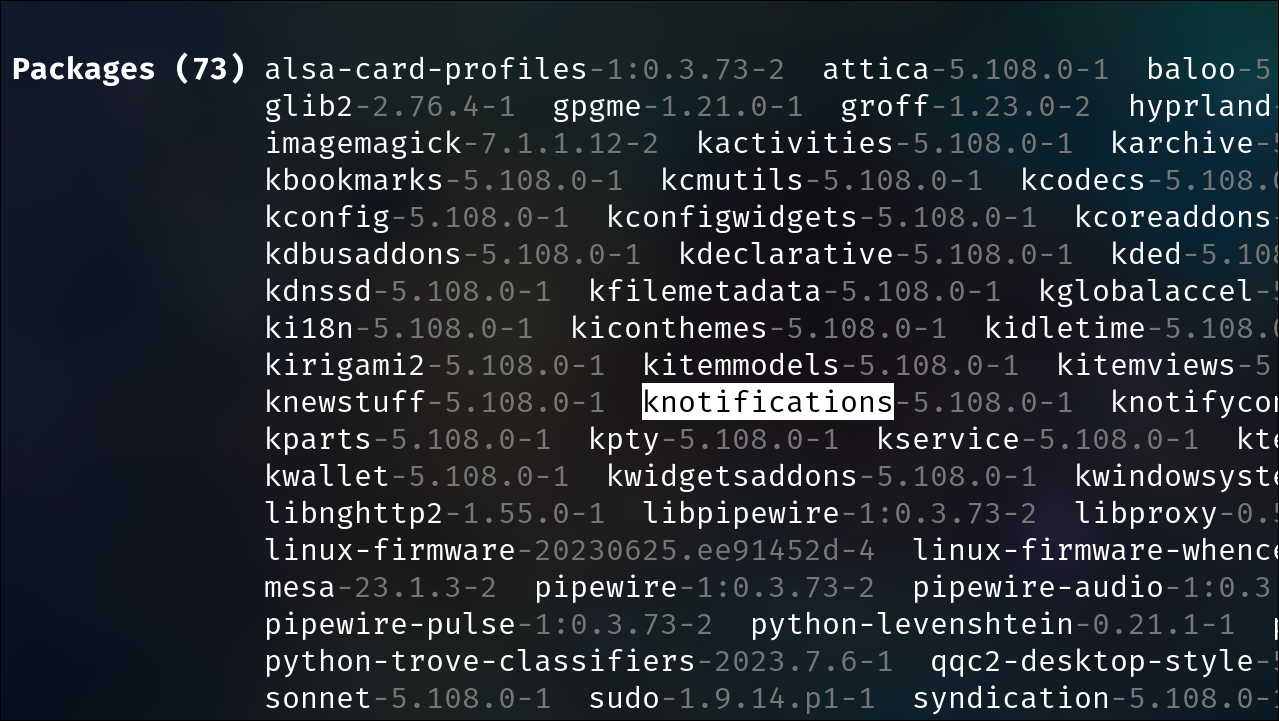 Packages (73) alsa-card-profiles-1:0.3.73-2 attica-5.108.0-1 baloo-5
glib2-2.76.4-1 gpgme-1.21.0-1 groff-1.23.0-2 hyprland-
imagemagick-7.1.1.12-2 kactivities-5.108.0-1 karchive-5
kbookmarks-5.108.0-1 kcmutils-5.108.0-1 kcodecs-5.108.0
kconfig-5.108.0-1 kconfigwidgets-5.108.0-1 kcoreaddons-
kdbusaddons-5.108.0-1 kdeclarative-5.108.0-1 kded-5.108
kdnssd-5.108.0-1 kfilemetadata-5.108.0-1 kglobalaccel-5
ki18n-5.108.0-1 kiconthemes-5.108.0-1 kidletime-5.108.0
kirigami2-5.108.0-1 kitemmodels-5.108.0-1 kitemviews-5
knewstuff-5.108.0-1 knotifications-5.108.0-1 knotifycon
kparts-5.108.0-1 kpty-5.108.0-1 kservice-5.108.0-1 kte
kwallet-5.108.0-1 kwidgetsaddons-5.108.0-1 kwindowsyste
libnghttp2-1.55.0-1 libpipewire-1:0.3.73-2 libproxy-0.5
linux-firmware-20230625.ee91452d-4 linux-firmware-whence
mesa-23.1.3-2 pipewire-1:0.3.73-2 pipewire-audio-1:0.3
pipewire-pulse-1:0.3.73-2 python-levenshtein-0.21.1-1
python-trove-classifiers-2023.7.6-1 qqc2-desktop-style-5
sonnet-5.108.0-1 sudo-1.9.14.p1-1 syndication-5.108.0-1